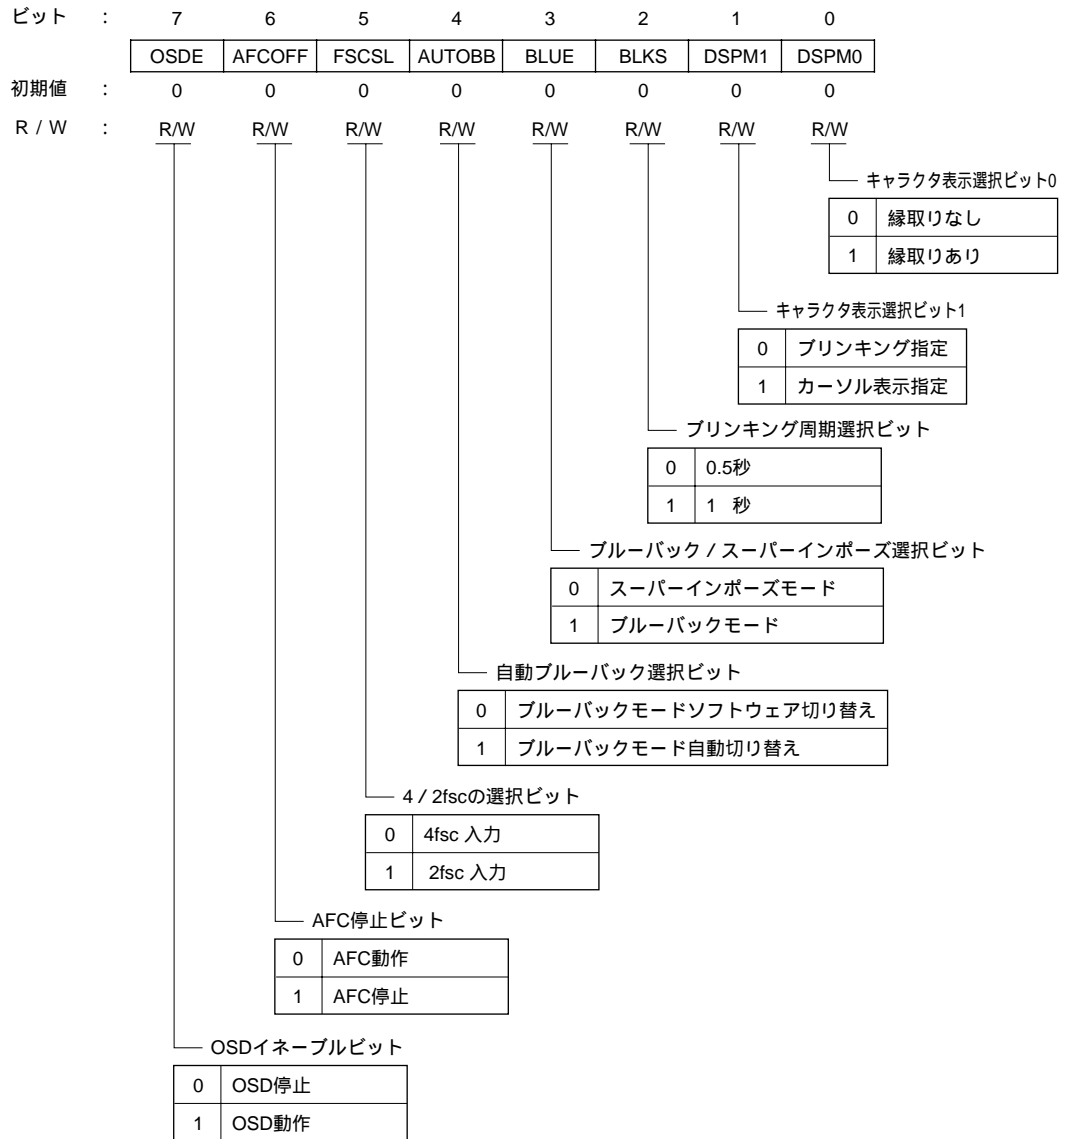 ビット : 7 6 5 4 3 2 1 0
OSDE AFCOFF FSCSL AUTOBB BLUE BLKS DSPM1 DSPM0
初期値 : 0 0 0 0 0 0 0 0
R / W : R/W R/W R/W R/W R/W R/W R/W R/W
キャラクタ表示選択ビット0
0 縁取りなし
1 縁取りあり
キャラクタ表示選択ビット1
0 ブリンキング指定
1 カーソル表示指定
ブリンキング周期選択ビット
0 0.5秒
1 1 秒
ブルーバック / スーパーインポーズ選択ビット
0 スーパーインポーズモード
1 ブルーバックモード
自動ブルーバック選択ビット
0 ブルーバックモードソフトウェア切り替え
1 ブルーバックモード自動切り替え
4 / 2fscの選択ビット
0 4fsc 入力
1 2fsc 入力
AFC停止ビット
0 AFC動作
1 AFC停止
OSDイネーブルビット
0 OSD停止
1 OSD動作